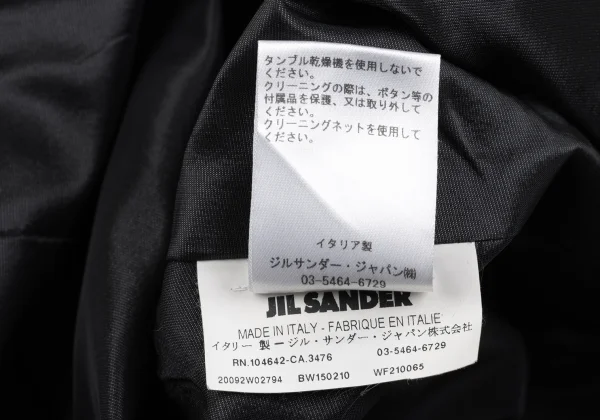 タンブル乾燥機を使用しないで
ください。
クリーニングの際は、ボタン等の
付属品を保護、又は取り外して
ください。
クリーニングネットを使用して
ください。
イタリア製
ジルサンダー・ジャパン㈱
03-5464-6729
JIL SANDER
MADE IN ITALY - FABRIQUE EN ITALIE
イタリー 製ージル・サンダー・ジャパン株式会社
RN.104642-CA.3476 03-5464-6729
20092W02794 BW150210 WF210065